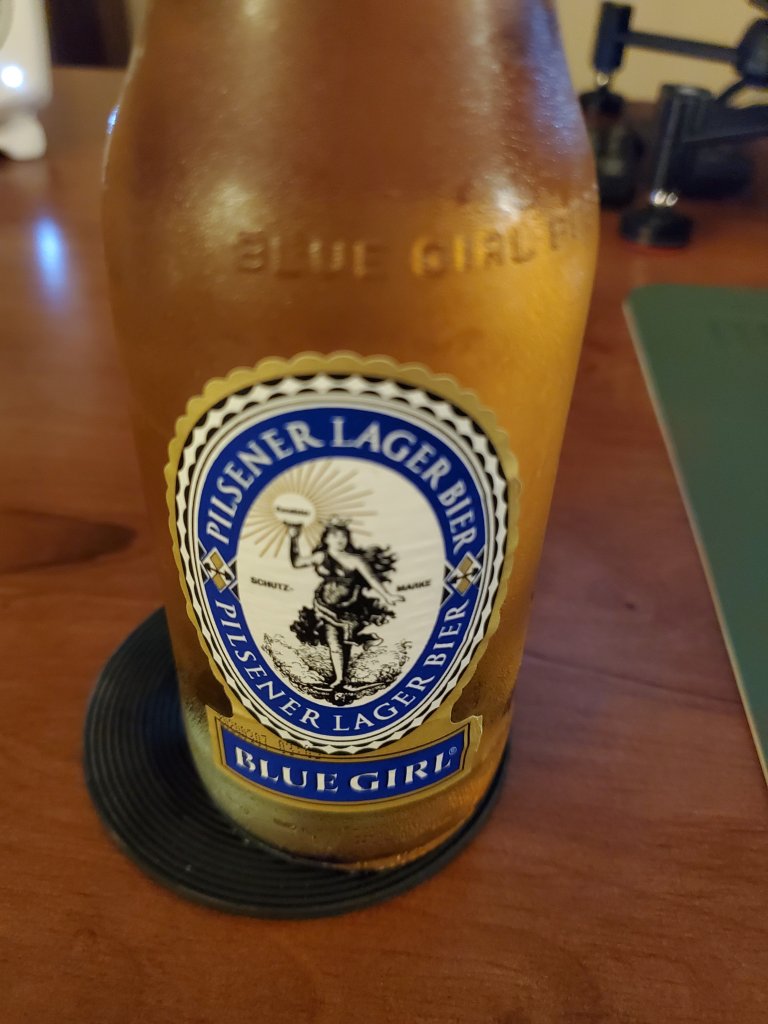 BLUE GIRL
PILSENER LAGER BIER
SCHUTZ-
MARKE
PILSENER LAGER BIER
BLUE GIRL®